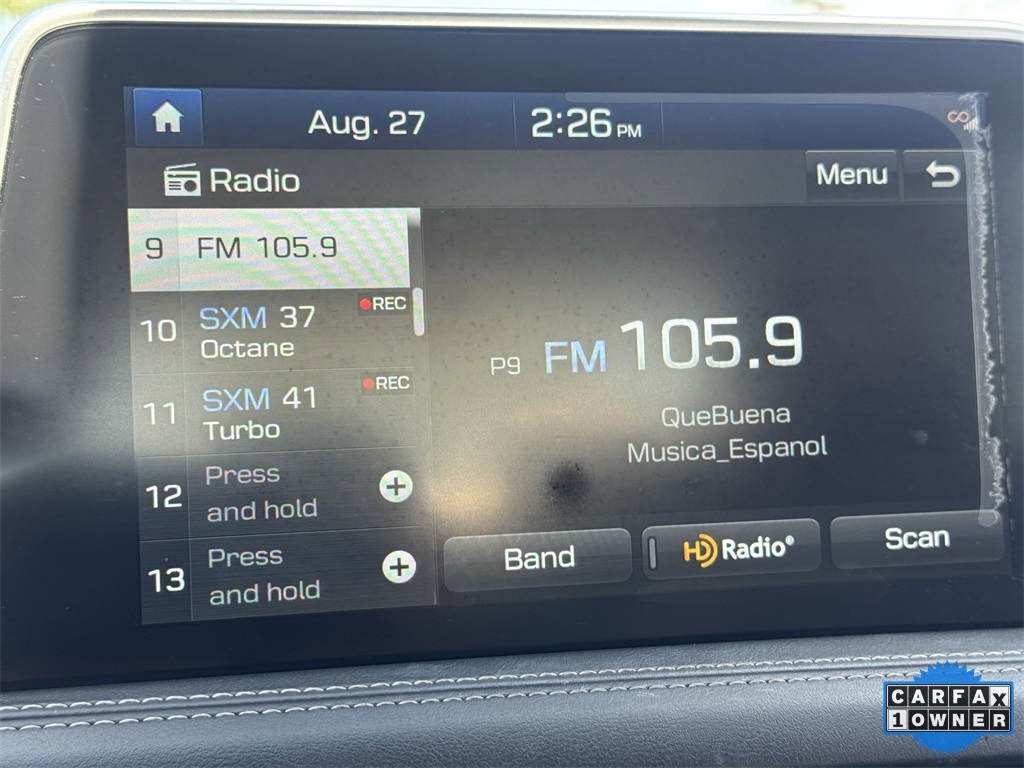 Aug. 27
2:26 PM
Radio
Menu
9 FM 105.9
10 SXM 37 REC
Octane
11 SXM 41 REC
Turbo
12 Press
and hold
13 Press
and hold
P9 FM 105.9
QueBuena
Musica_Espanol
Band
HD Radio®
Scan
CARFAX
1 OWNER